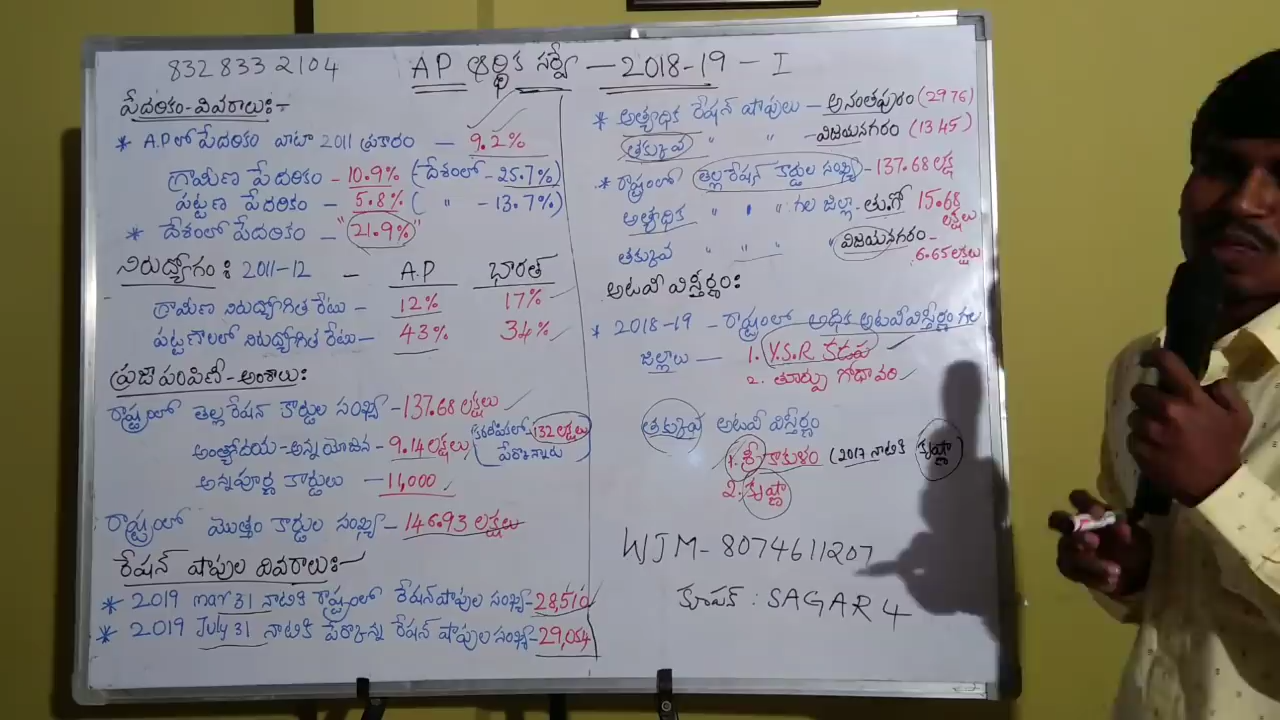 832 833 2104
AP ఆర్థిక సర్వే - 2018-19 - I
పేదరికం-వివరాలు:-
* A.P.లో పేదరికం వాటా 2011 ప్రకారం - 9.2%
గ్రామీణ పేదరికం - 10.9% (దేశంలో - 25.7%)
పట్టణ పేదరికం - 5.8% ( " - 13.7%)
* దేశంలో పేదరికం - "21.9%"
నిరుద్యోగం : 2011-12 - A.P భారత్
గ్రామీణ నిరుద్యోగిత రేటు - 12% 17%
పట్టణాలలో నిరుద్యోగిత రేటు - 43% 34%
ప్రజాపంపిణీ - అంశాలు:
రాష్ట్రంలో తెల్ల రేషన్ కార్డుల సంఖ్య - 137.68 లక్షలు
అంత్యోదయ - అన్నయోజన - 9.14 లక్షలు (కరదీపికలో - 132 లక్షలు
పేర్కొన్నారు
అన్నపూర్ణ కార్డులు - 11,000
రాష్ట్రంలో మొత్తం కార్డుల సంఖ్య - 146.93 లక్షలు
రేషన్ షాపుల వివరాలు:-
* 2019 mar 31 నాటికి రాష్ట్రంలో రేషన్ షాపుల సంఖ్య - 28,510
* 2019 July 31 నాటికి పేర్కొన్న రేషన్ షాపుల సంఖ్య - 29,054
* అత్యధిక రేషన్ షాపులు - అనంతపురం (2976)
తక్కువ " " - విజయనగరం (1345)
* రాష్ట్రంలో తెల్ల రేషన్ కార్డుల సంఖ్య - 137.68 లక్ష
అత్యధిక " " " గల జిల్లా - తూ.గో 15.68 లక్షలు
తక్కువ " " " విజయనగరం -
6.65 లక్షలు
అటవీ విస్తీర్ణం:
* 2018-19 - రాష్ట్రంలో అధిక అటవీ విస్తీర్ణం గల
జిల్లాలు - 1. Y.S.R కడప
2. తూర్పు గోదావరి
తక్కువ అటవీ విస్తీర్ణం
1. శ్రీకాకుళం (2017 నాటికి కృష్ణా)
2. కృష్ణా
WJM - 8074611207
కూపన్ : SAGAR 4